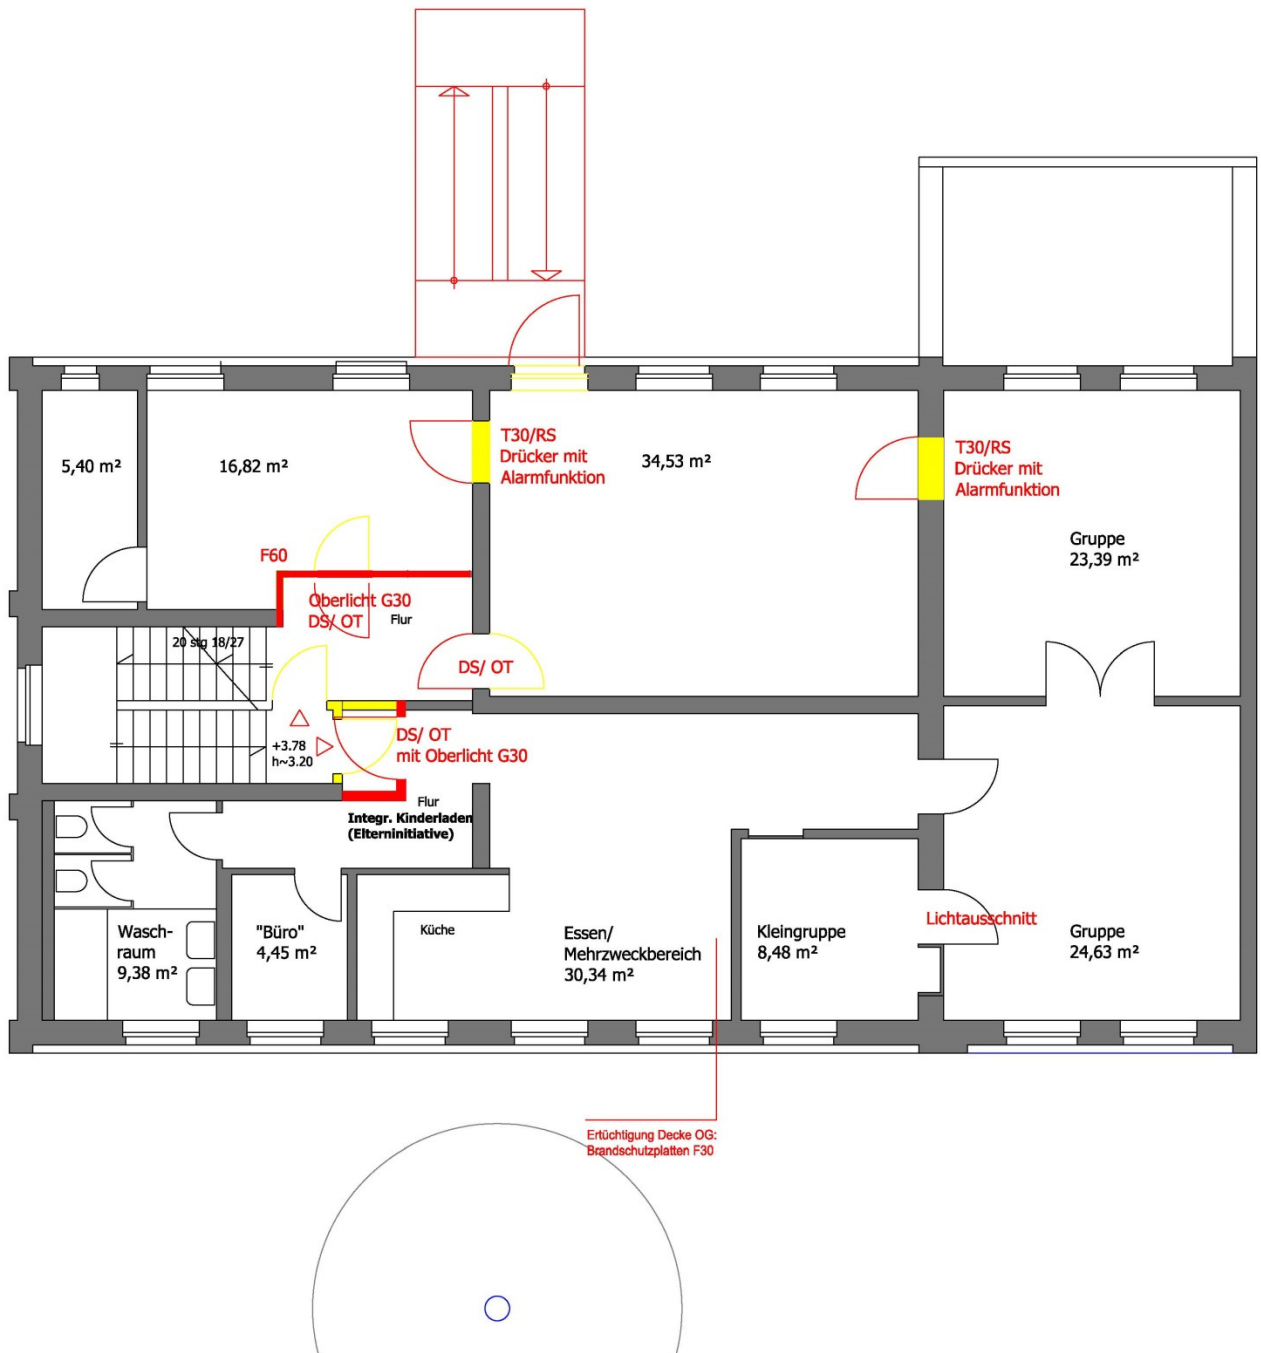 5,40 m²
16,82 m²
T30/RS
Drücker mit
Alarmfunktion
34,53 m²
T30/RS
Drücker mit
Alarmfunktion
Gruppe
23,39 m²
F60
Oberlicht G30
DS/ OT
Flur
20 stg 18/27
DS/ OT
+3.78
h~3.20
DS/ OT
mit Oberlicht G30
Flur
Integr. Kinderladen
(Elterninitiative)
Wasch-
raum
9,38 m²
"Büro"
4,45 m²
Küche
Essen/
Mehrzweckbereich
30,34 m²
Kleingruppe
8,48 m²
Lichtausschnitt
Gruppe
24,63 m²
Ertüchtigung Decke OG:
Brandschutzplatten F30